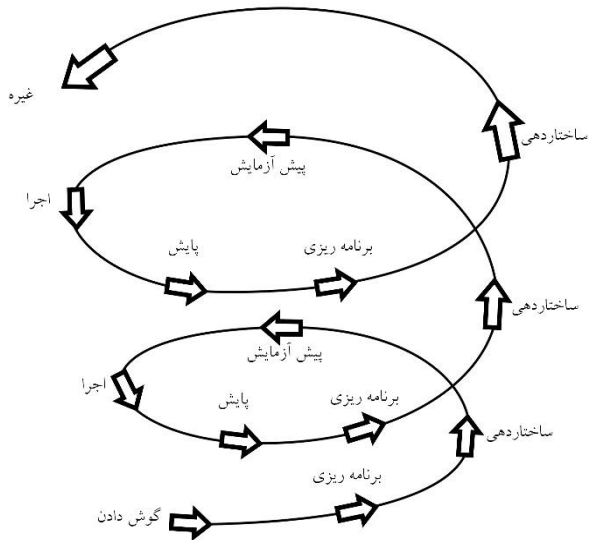 غیره
ساختاردهی
پیش آزمایش
اجرا
پایش
برنامه ریزی
ساختاردهی
پیش آزمایش
اجرا
پایش
برنامه ریزی
ساختاردهی
برنامه ریزی
گوش دادن